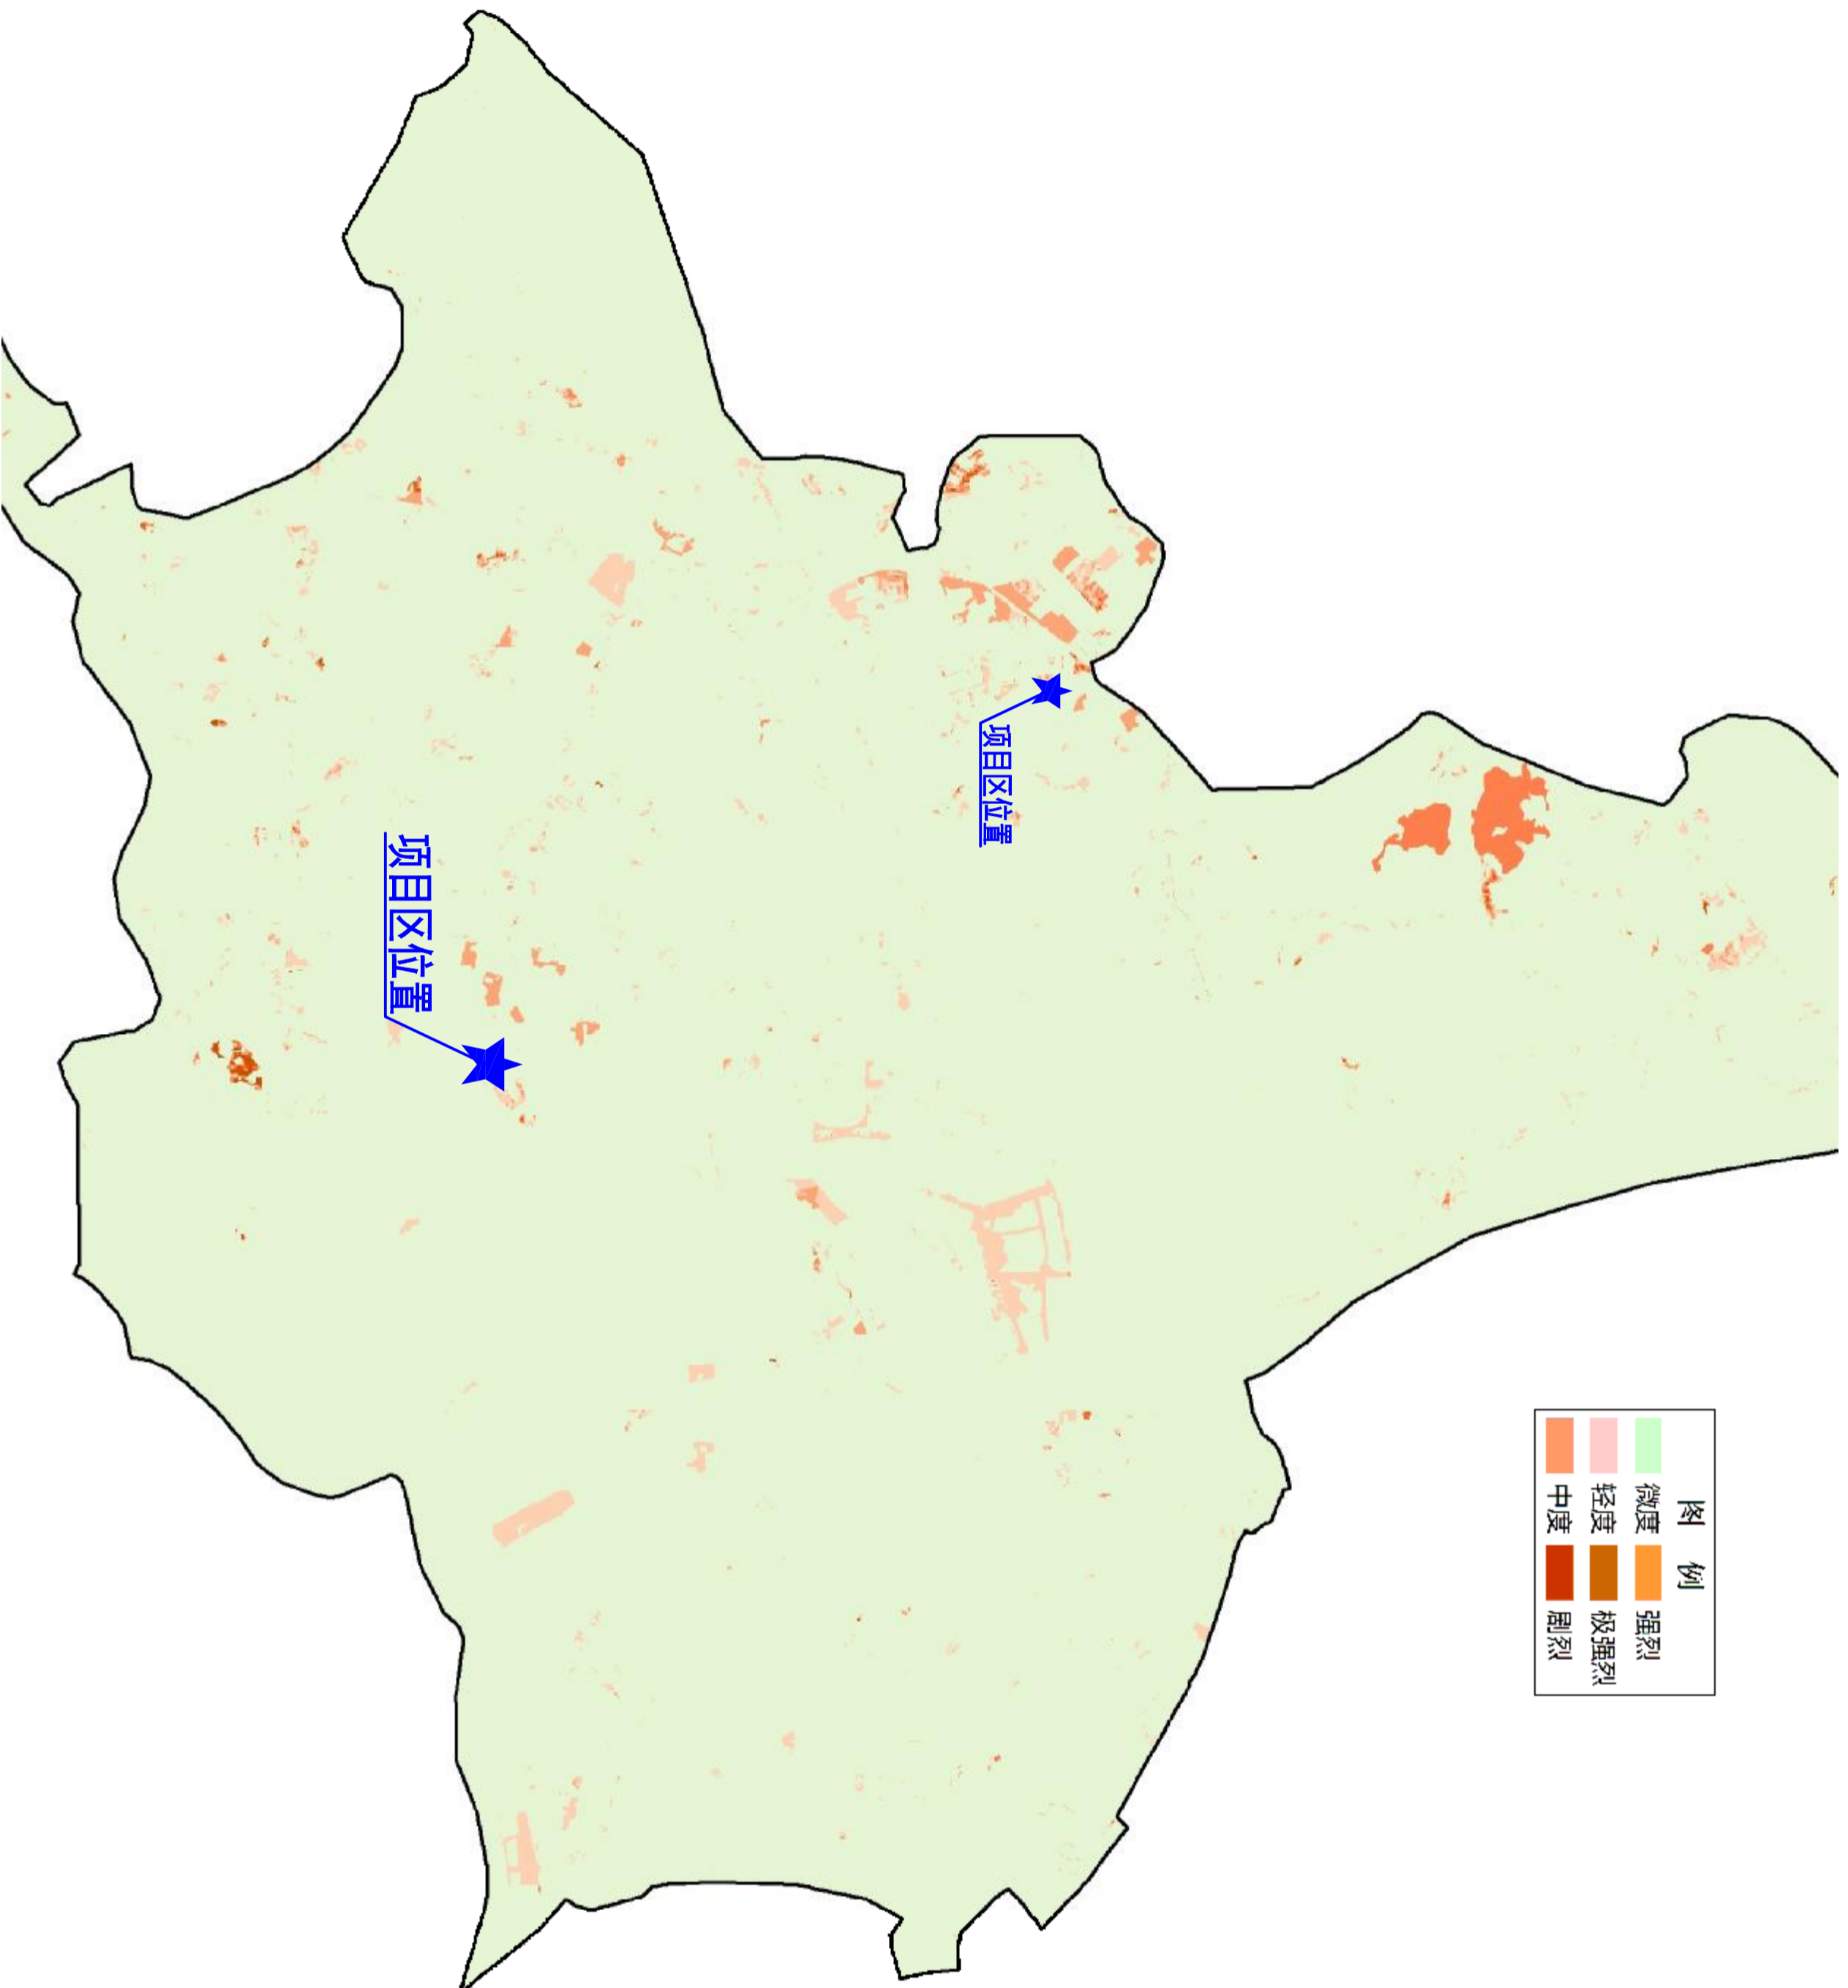 项目区位置
项目区位置
图 例
微度 强烈
轻度 极强烈
中度 剧烈